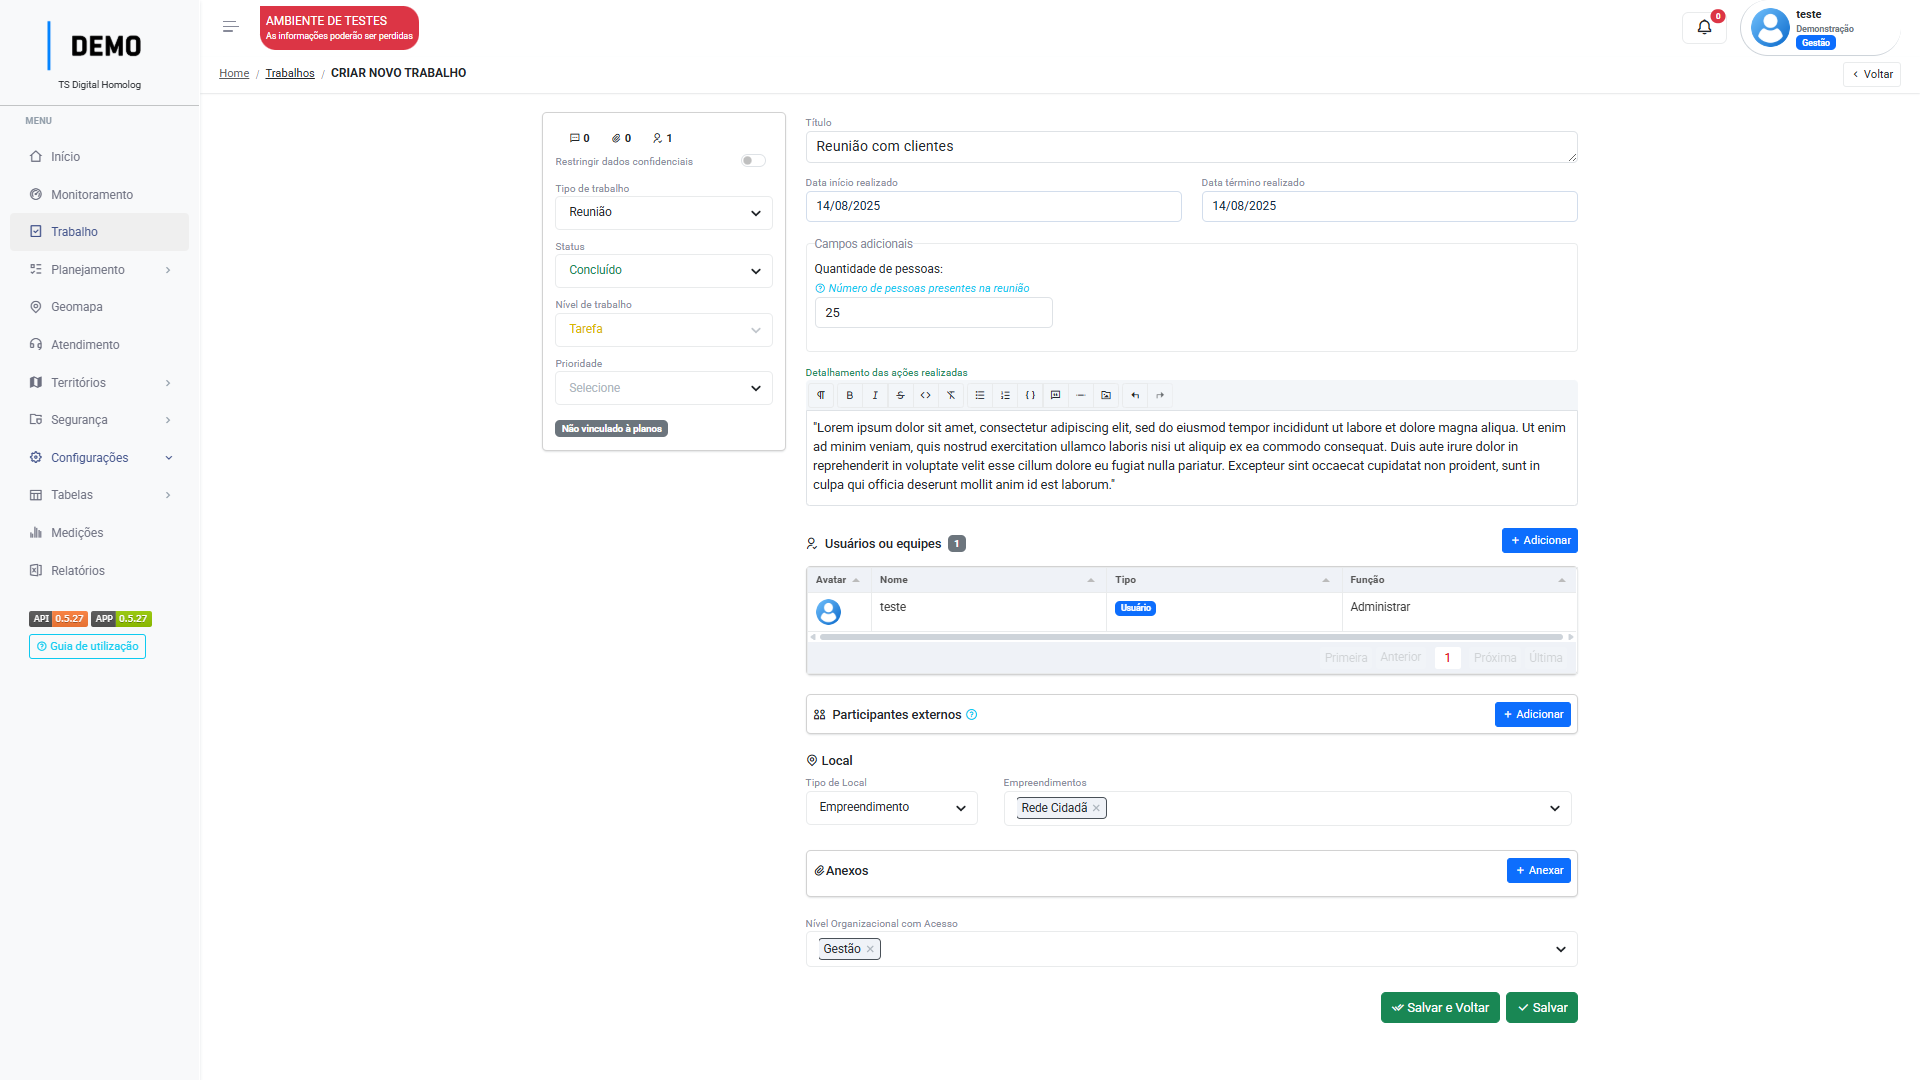 DEMO
TS Digital Homolog
AMBIENTE DE TESTES
As informações poderão ser perdidas
0
teste
Demonstração
Gestão
Home / Trabalhos / CRIAR NOVO TRABALHO
Voltar
MENU
Início
Monitoramento
Trabalho
Planejamento
Geomapa
Atendimento
Territórios
Segurança
Configurações
Tabelas
Medições
Relatórios
API 0.5.27 APP 0.5.27
Guia de utilização
0 0 1
Restringir dados confidenciais
Tipo de trabalho
Reunião
Status
Concluído
Nível de trabalho
Tarefa
Prioridade
Selecione
Não vinculado à planos
Título
Reunião com clientes
Data início realizado
14/08/2025
Data término realizado
14/08/2025
Campos adicionais
Quantidade de pessoas:
Número de pessoas presentes na reunião
25
Detalhamento das ações realizadas
"Lorem ipsum dolor sit amet, consectetur adipiscing elit, sed do eiusmod tempor incididunt ut labore et dolore magna aliqua. Ut enim
ad minim veniam, quis nostrud exercitation ullamco laboris nisi ut aliquip ex ea commodo consequat. Duis aute irure dolor in
reprehenderit in voluptate velit esse cillum dolore eu fugiat nulla pariatur. Excepteur sint occaecat cupidatat non proident, sunt in
culpa qui officia deserunt mollit anim id est laborum."
Usuários ou equipes 1
+ Adicionar
Avatar Nome Tipo Função
teste Usuário Administrar
Primeira Anterior 1 Próxima Última
Participantes externos
+ Adicionar
Local
Tipo de Local
Empreendimento
Empreendimentos
Rede Cidadã ×
Anexos
+ Anexar
Nível Organizacional com Acesso
Gestão ×
Salvar e Voltar
Salvar